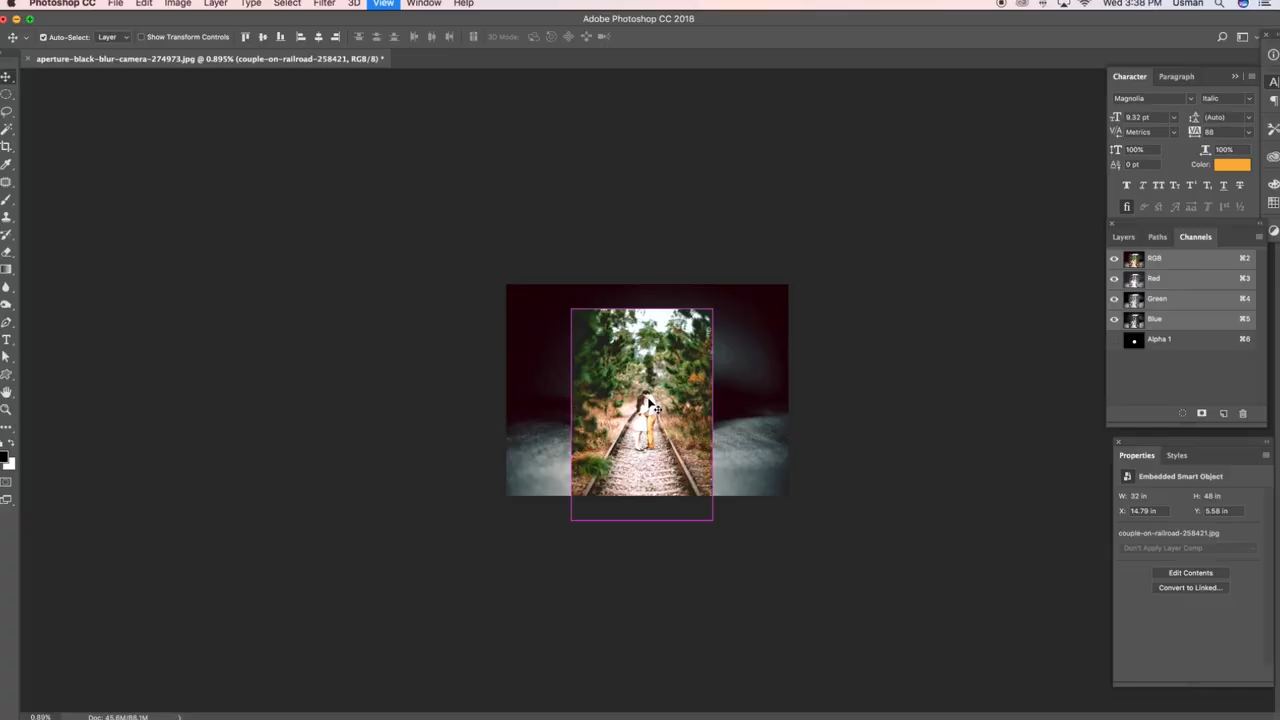 Photoshop CC File Edit Image Layer Type Select Filter 3D View Window Help Wed 3:38 PM Usman
Adobe Photoshop CC 2018
Auto-Select: Layer Show Transform Controls 3D Mode:
aperture-black-blur-camera-274973.jpg @ 0.895% (couple-on-railroad-258421, RGB/8) *
Character Paragraph
Magnolia Italic
9.32 pt (Auto)
Metrics 88
100% 100%
0 pt Color:
Layers Paths Channels
RGB ⌘2
Red ⌘3
Green ⌘4
Blue ⌘5
Alpha 1 ⌘6
Properties Styles
Embedded Smart Object
W: 32 in H: 48 in
X: 14.79 in Y: 5.58 in
couple-on-railroad-258421.jpg
Don't Apply Layer Comp
Edit Contents
Convert to Linked...
0.89% Doc: 45.6M/88.1M